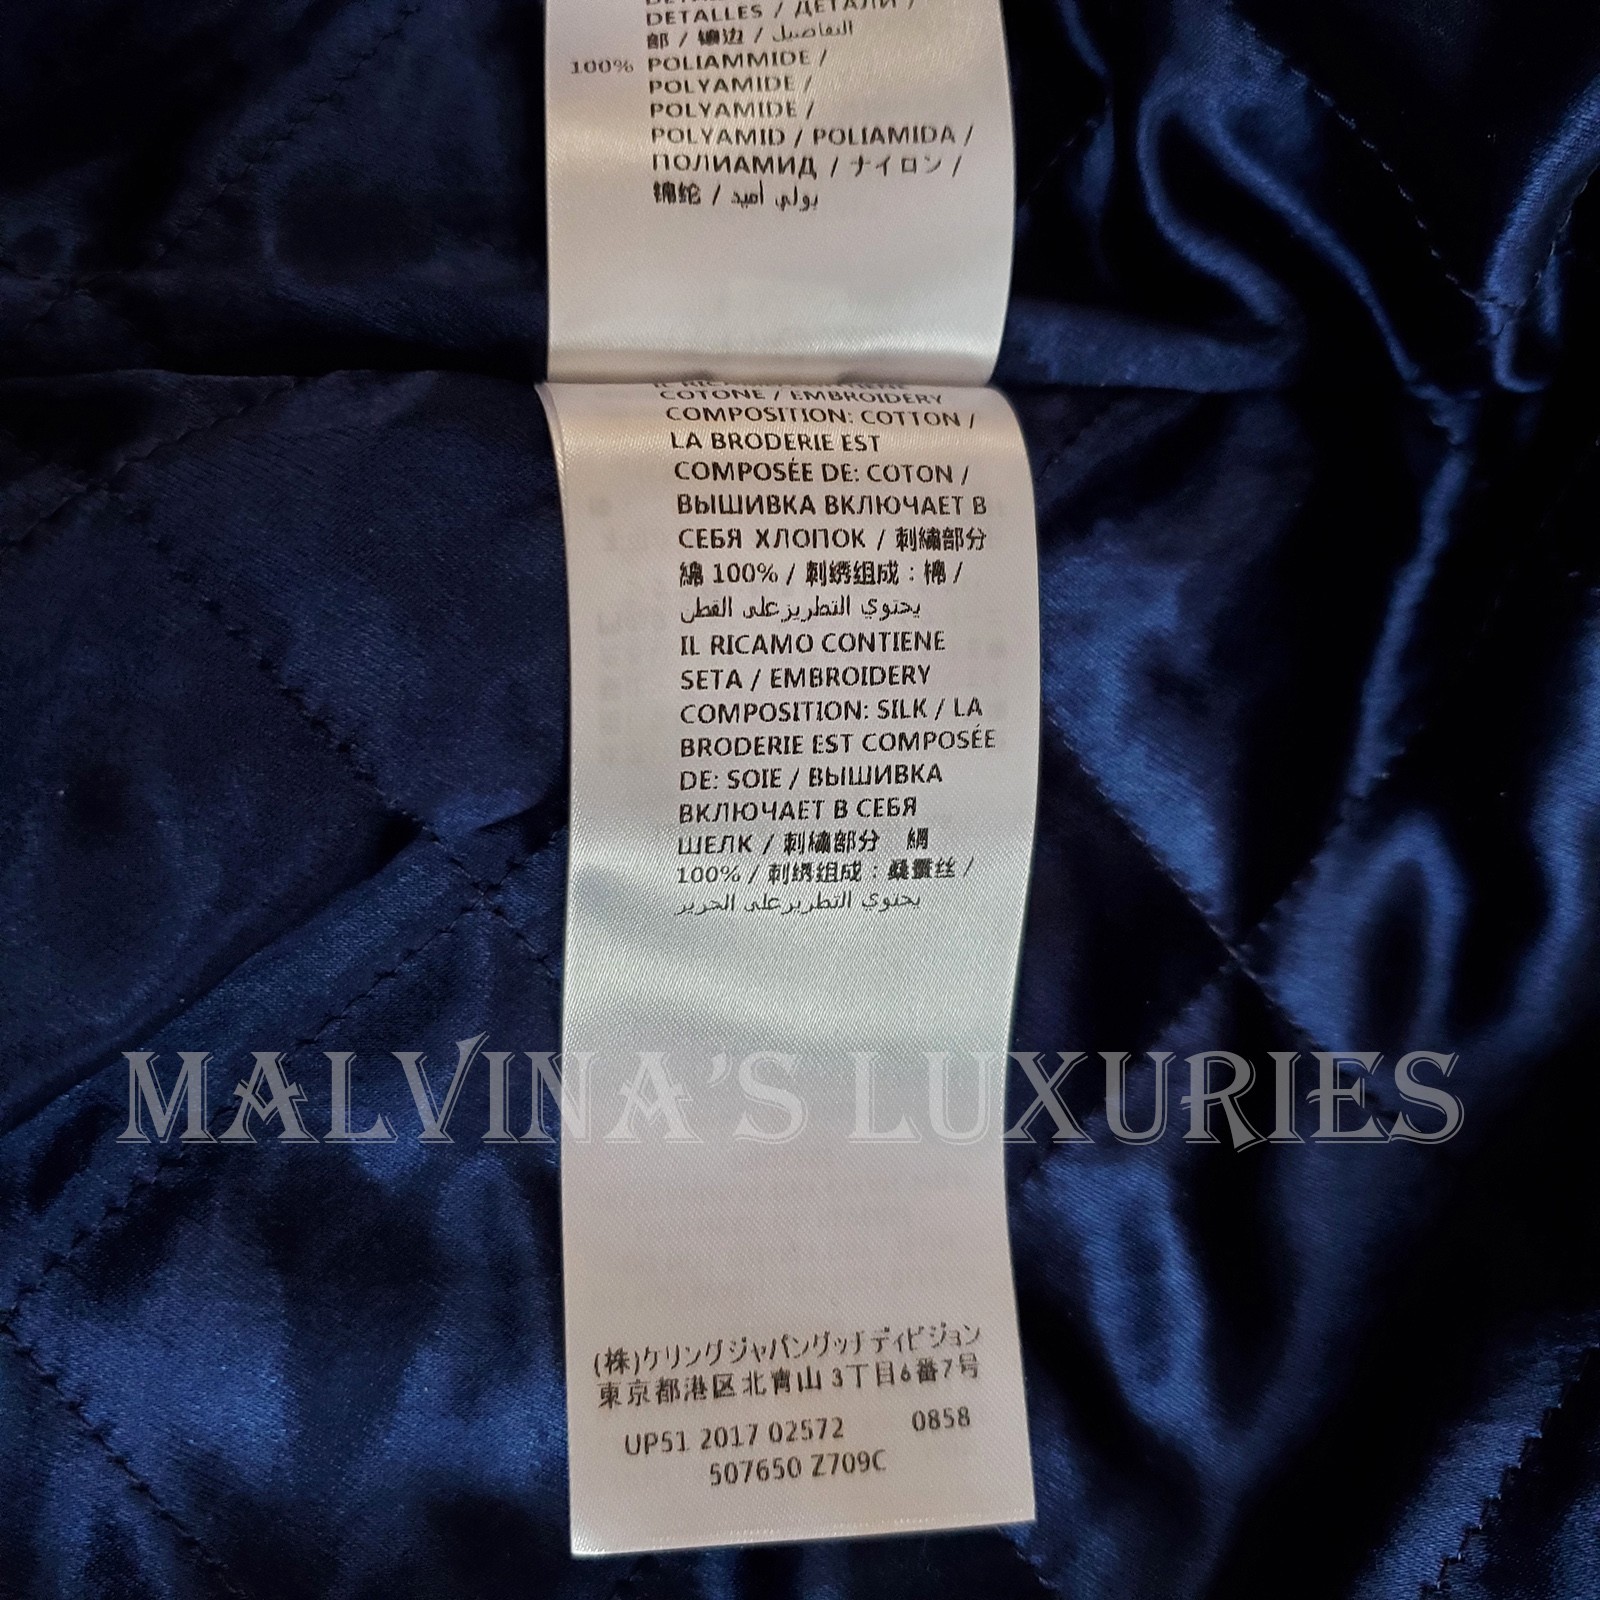 DETALLES / ДЕТАЛИ /
部 / 镶边 / التفاصيل
100% POLIAMMIDE /
POLYAMIDE /
POLYAMIDE /
POLYAMID / POLIAMIDA /
ПОЛИАМИД / ナイロン /
锦纶 / بولي أميد
IL RICAMO CONTIENE
COTONE / EMBROIDERY
COMPOSITION: COTTON /
LA BRODERIE EST
COMPOSÉE DE: COTON /
ВЫШИВКА ВКЛЮЧАЕТ В
СЕБЯ ХЛОПОК / 刺繍部分
綿 100% / 刺绣组成 : 棉 /
يحتوي التطريز على القطن
IL RICAMO CONTIENE
SETA / EMBROIDERY
COMPOSITION: SILK / LA
BRODERIE EST COMPOSÉE
DE: SOIE / ВЫШИВКА
ВКЛЮЧАЕТ В СЕБЯ
ШЕЛК / 刺繍部分 絹
100% / 刺绣组成 : 桑蚕丝 /
يحتوي التطريز على الحرير
MALVINA'S LUXURIES
(株)ケリングジャパングッチディビジョン
東京都港区北青山 3丁目6番7号
UP51 2017 02572 0858
507650 Z709C